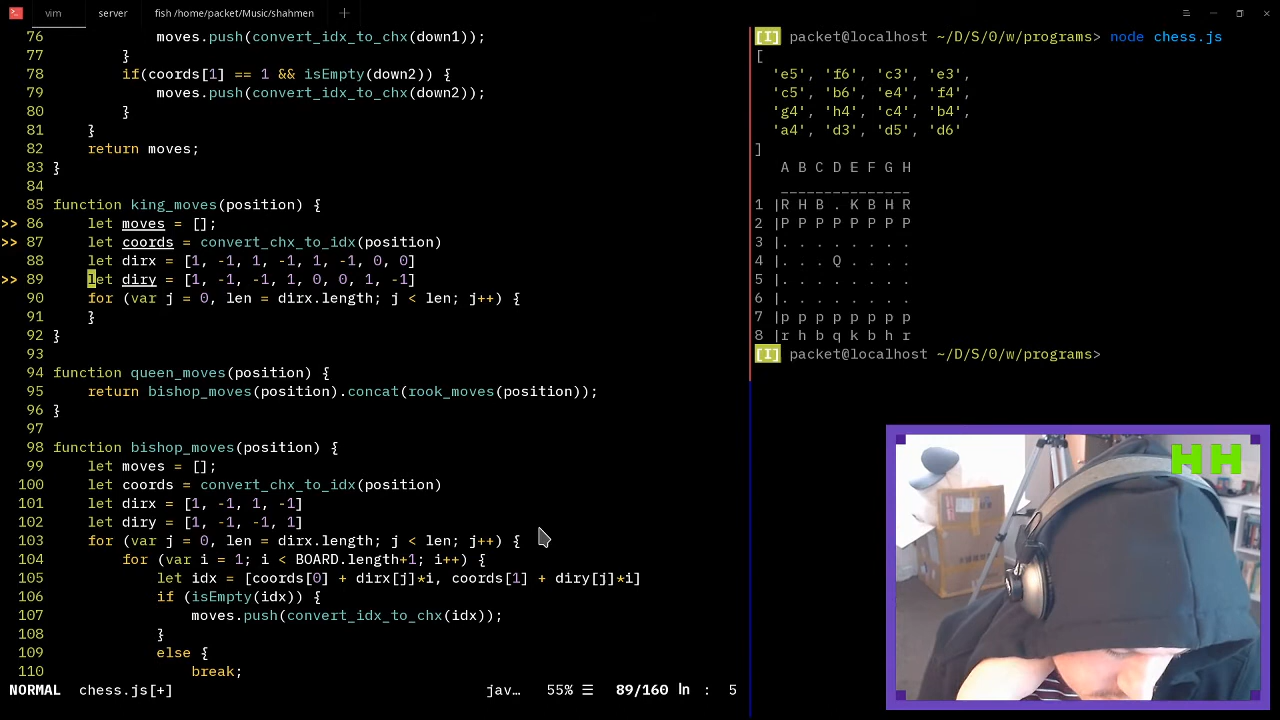 vim server fish /home/packet/Music/shahmen
76 moves.push(convert_idx_to_chx(down1));
77 }
78 if(coords[1] == 1 && isEmpty(down2)) {
79 moves.push(convert_idx_to_chx(down2));
80 }
81 }
82 return moves;
83 }
84
85 function king_moves(position) {
>> 86 let moves = [];
>> 87 let coords = convert_chx_to_idx(position)
88 let dirx = [1, -1, 1, -1, 1, -1, 0, 0]
>> 89 let diry = [1, -1, -1, 1, 0, 0, 1, -1]
90 for (var j = 0, len = dirx.length; j < len; j++) {
91 }
92 }
93
94 function queen_moves(position) {
95 return bishop_moves(position).concat(rook_moves(position));
96 }
97
98 function bishop_moves(position) {
99 let moves = [];
100 let coords = convert_chx_to_idx(position)
101 let dirx = [1, -1, 1, -1]
102 let diry = [1, -1, -1, 1]
103 for (var j = 0, len = dirx.length; j < len; j++) {
104 for (var i = 1; i < BOARD.length+1; i++) {
105 let idx = [coords[0] + dirx[j]*i, coords[1] + diry[j]*i]
106 if (isEmpty(idx)) {
107 moves.push(convert_idx_to_chx(idx));
108 }
109 else {
110 break;
NORMAL chess.js[+] jav… 55% ☰ 89/160 ln : 5
[I] packet@localhost ~/D/S/0/w/programs> node chess.js
[
'e5', 'f6', 'c3', 'e3',
'c5', 'b6', 'e4', 'f4',
'g4', 'h4', 'c4', 'b4',
'a4', 'd3', 'd5', 'd6'
]
A B C D E F G H
_______________
1 |R H B . K B H R
2 |P P P P P P P P
3 |. . . . . . . .
4 |. . . Q . . . .
5 |. . . . . . . .
6 |. . . . . . . .
7 |p p p p p p p p
8 |r h b q k b h r
[I] packet@localhost ~/D/S/0/w/programs>
HH